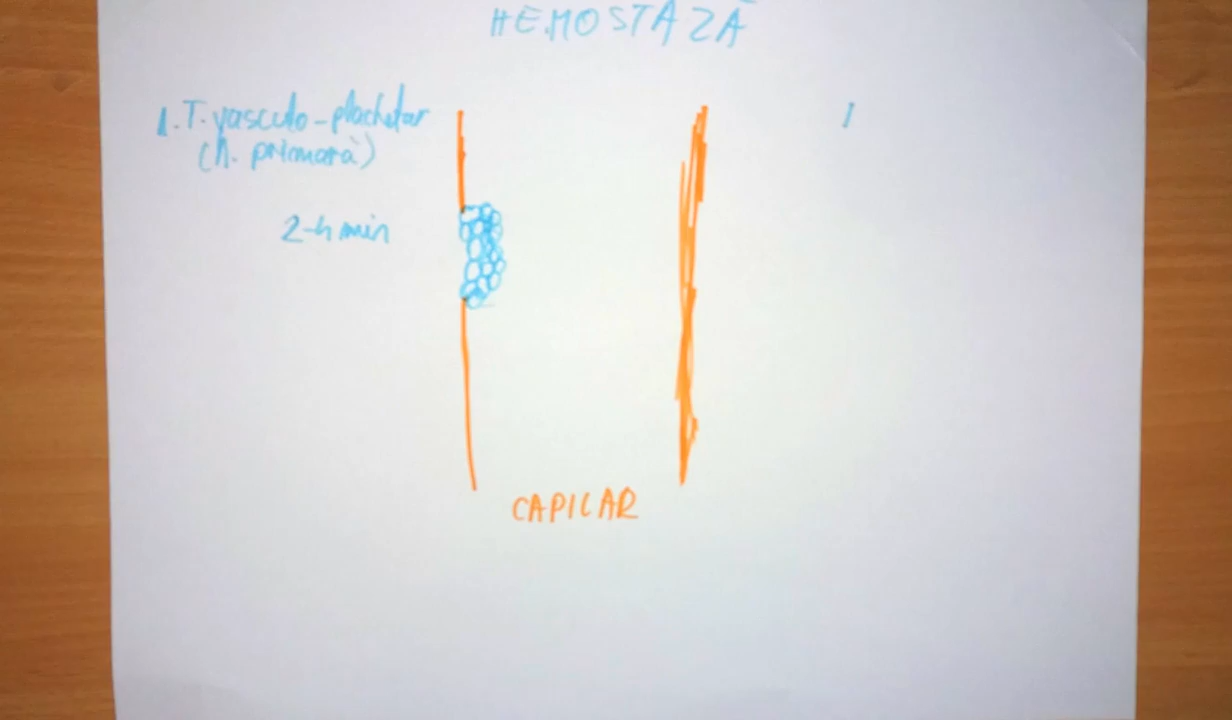 HEMOSTAZĂ
1. T. vasculo-plachetar
(h. primară)
2-4 min
CAPILAR